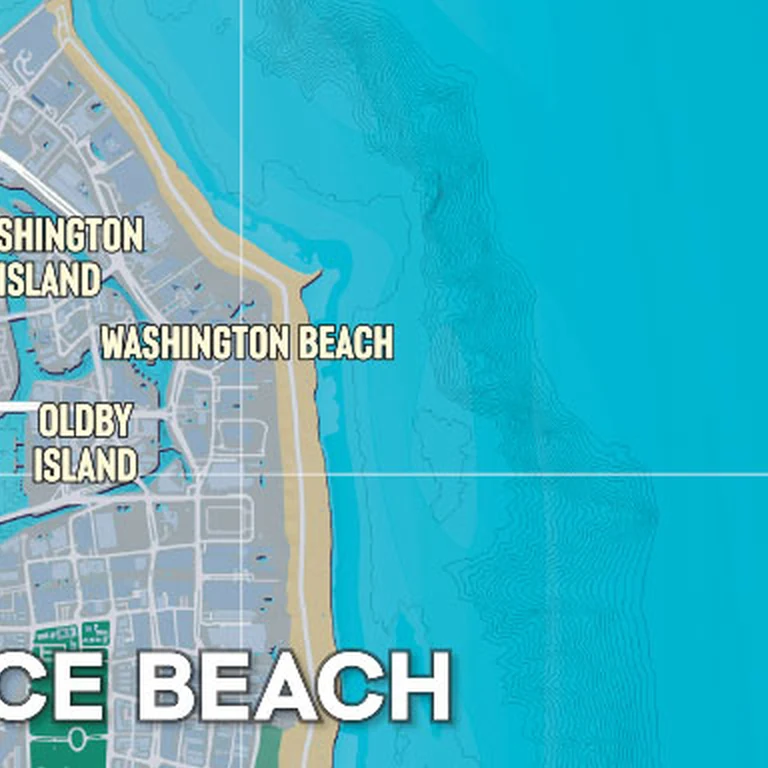 SHINGTON
ISLAND
WASHINGTON BEACH
OLDBY
ISLAND
CE BEACH